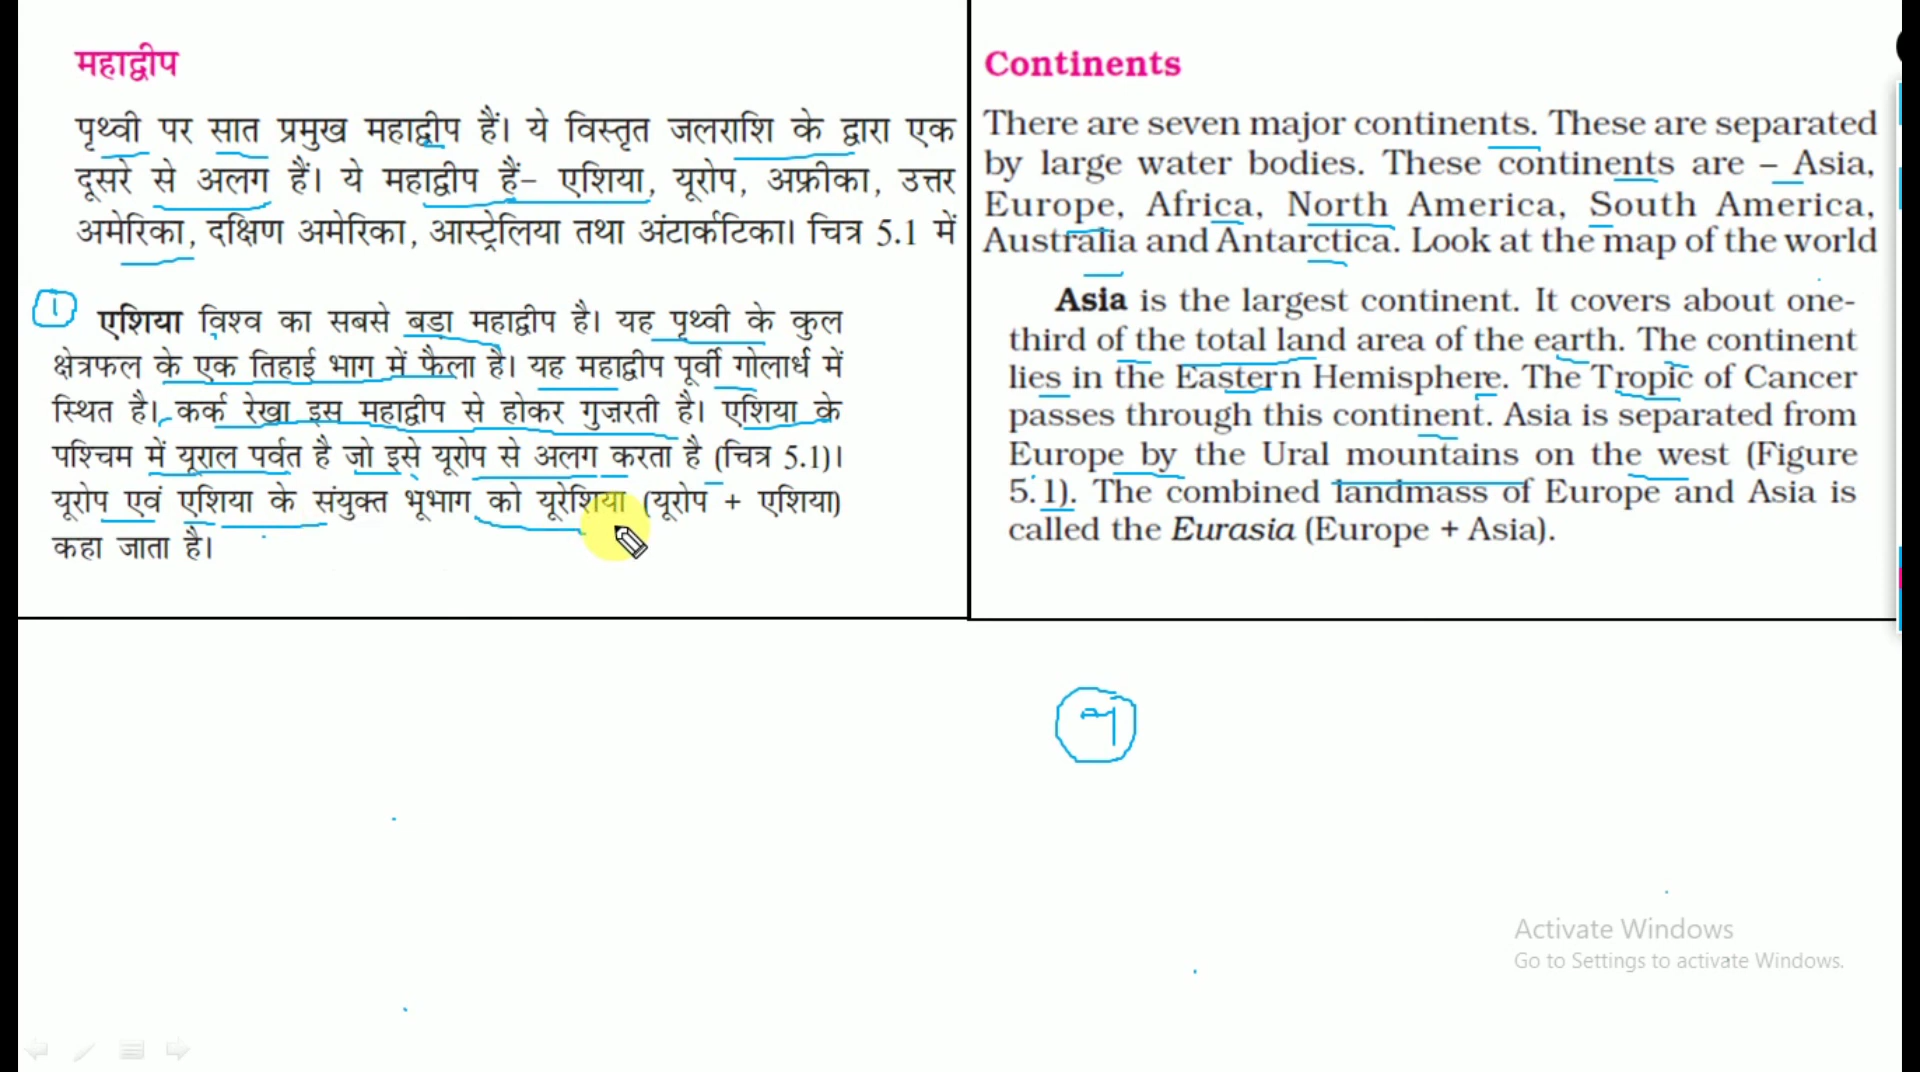 महाद्वीप
पृथ्वी पर सात प्रमुख महाद्वीप हैं। ये विस्तृत जलराशि के द्वारा एक
दूसरे से अलग हैं। ये महाद्वीप हैं– एशिया, यूरोप, अफ्रीका, उत्तर
अमेरिका, दक्षिण अमेरिका, आस्ट्रेलिया तथा अंटार्कटिका। चित्र 5.1 में
1
एशिया विश्व का सबसे बड़ा महाद्वीप है। यह पृथ्वी के कुल
क्षेत्रफल के एक तिहाई भाग में फैला है। यह महाद्वीप पूर्वी गोलार्ध में
स्थित है। कर्क रेखा इस महाद्वीप से होकर गुज़रती है। एशिया के
पश्चिम में यूराल पर्वत है जो इसे यूरोप से अलग करता है (चित्र 5.1)।
यूरोप एवं एशिया के संयुक्त भूभाग को यूरेशिया (यूरोप + एशिया)
कहा जाता है।
Continents
There are seven major continents. These are separated
by large water bodies. These continents are – Asia,
Europe, Africa, North America, South America,
Australia and Antarctica. Look at the map of the world
Asia is the largest continent. It covers about one-
third of the total land area of the earth. The continent
lies in the Eastern Hemisphere. The Tropic of Cancer
passes through this continent. Asia is separated from
Europe by the Ural mountains on the west (Figure
5.1). The combined landmass of Europe and Asia is
called the Eurasia (Europe + Asia).
Activate Windows
Go to Settings to activate Windows.